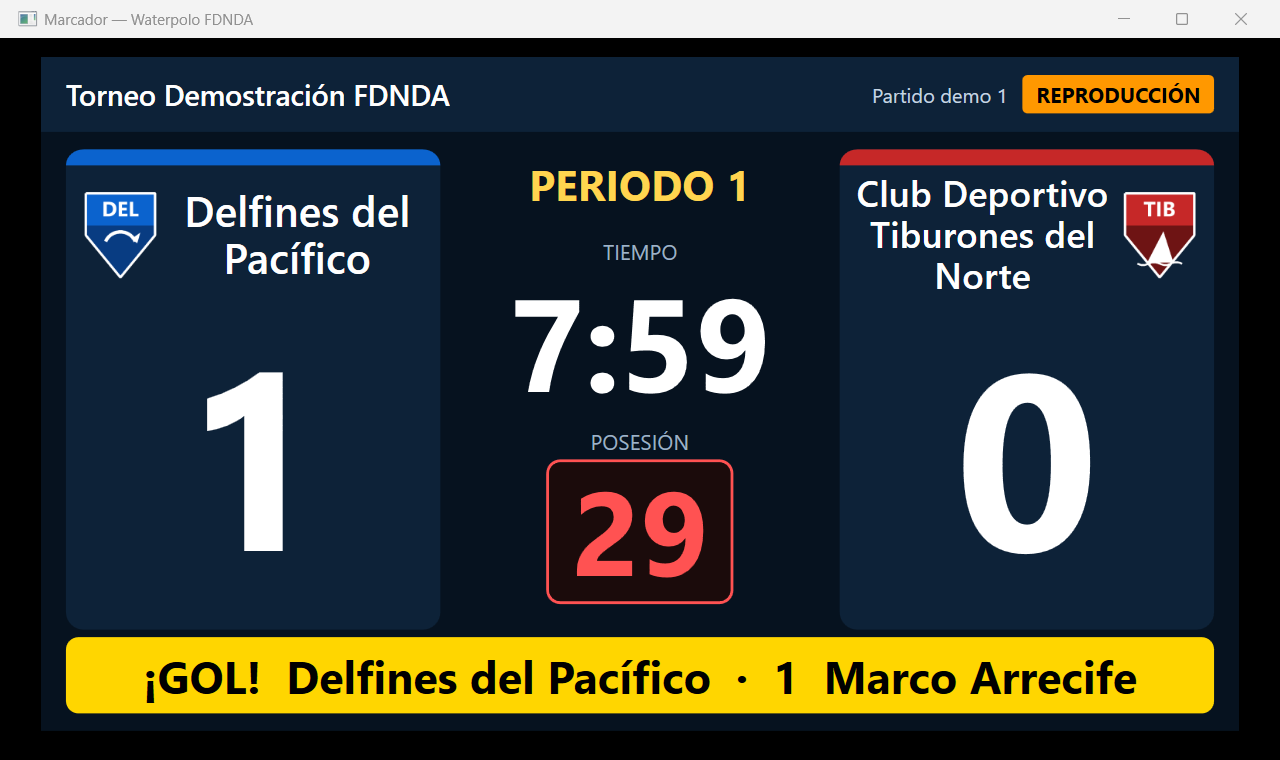 Marcador — Waterpolo FDNDA
Torneo Demostración FDNDA
Partido demo 1
REPRODUCCIÓN
DEL
Delfines del
Pacífico
1
PERIODO 1
TIEMPO
7:59
POSESIÓN
29
Club Deportivo
Tiburones del
Norte
TIB
0
¡GOL! Delfines del Pacífico · 1 Marco Arrecife